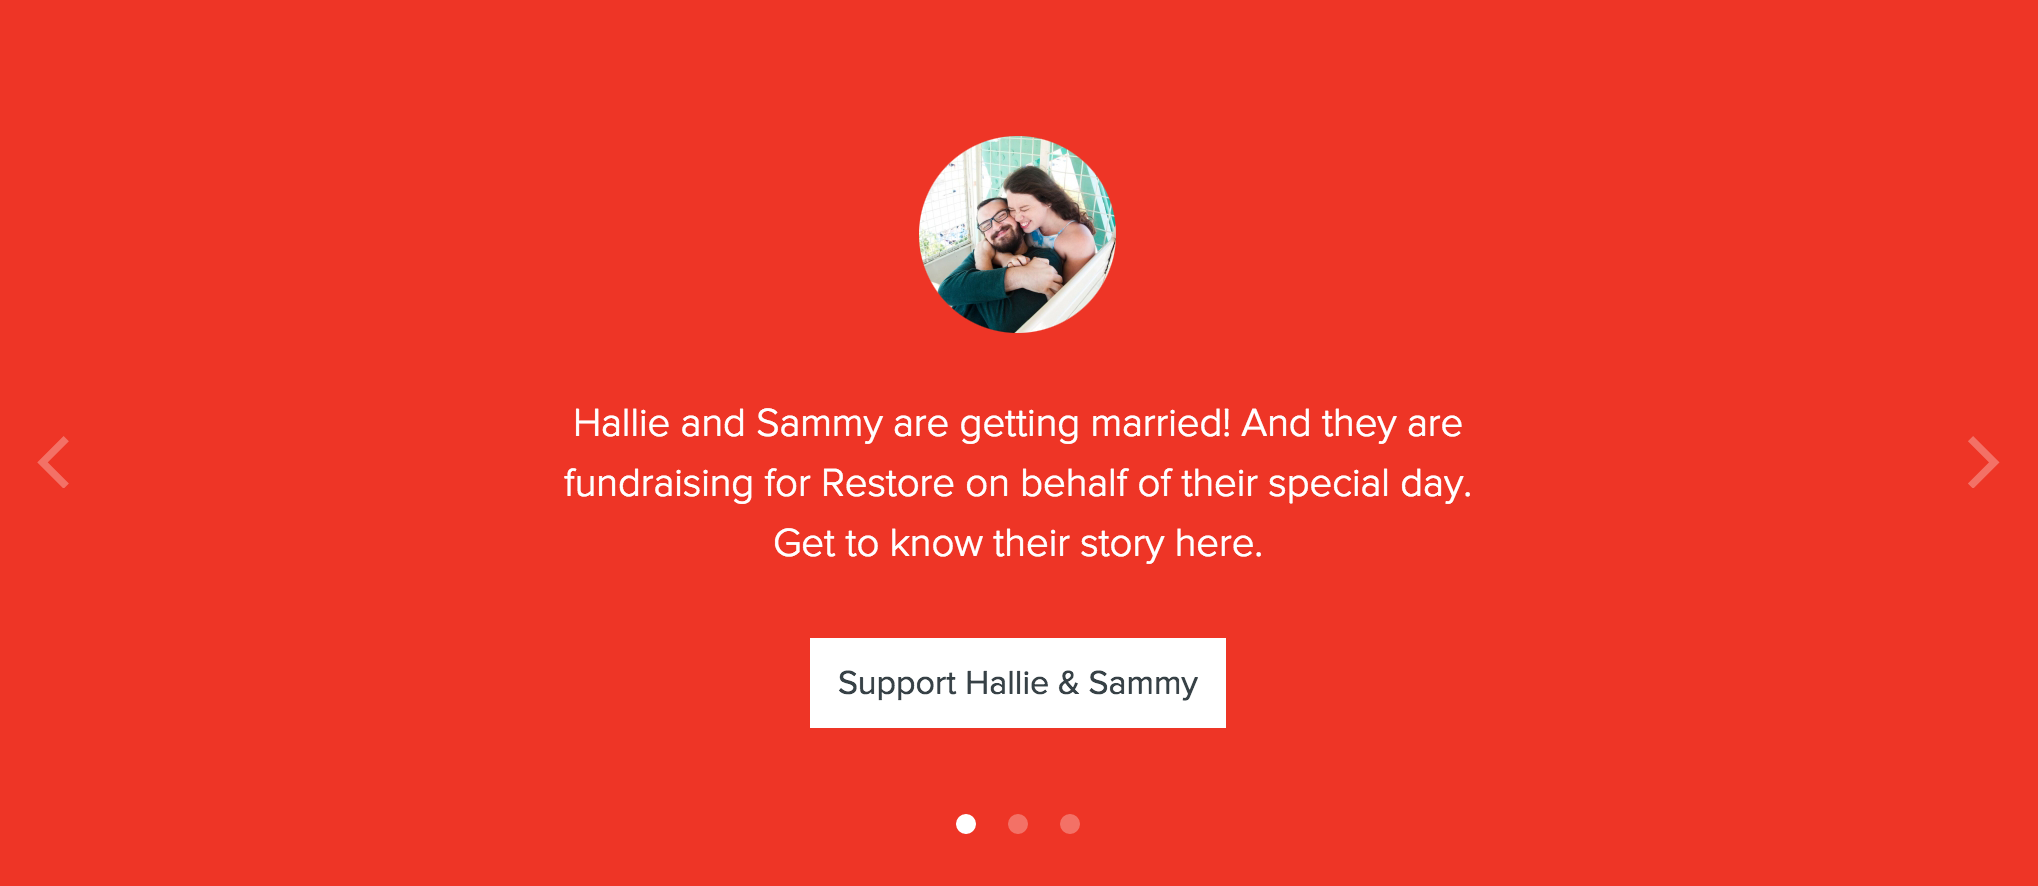 Hallie and Sammy are getting married! And they are
fundraising for Restore on behalf of their special day.
Get to know their story here.
Support Hallie & Sammy